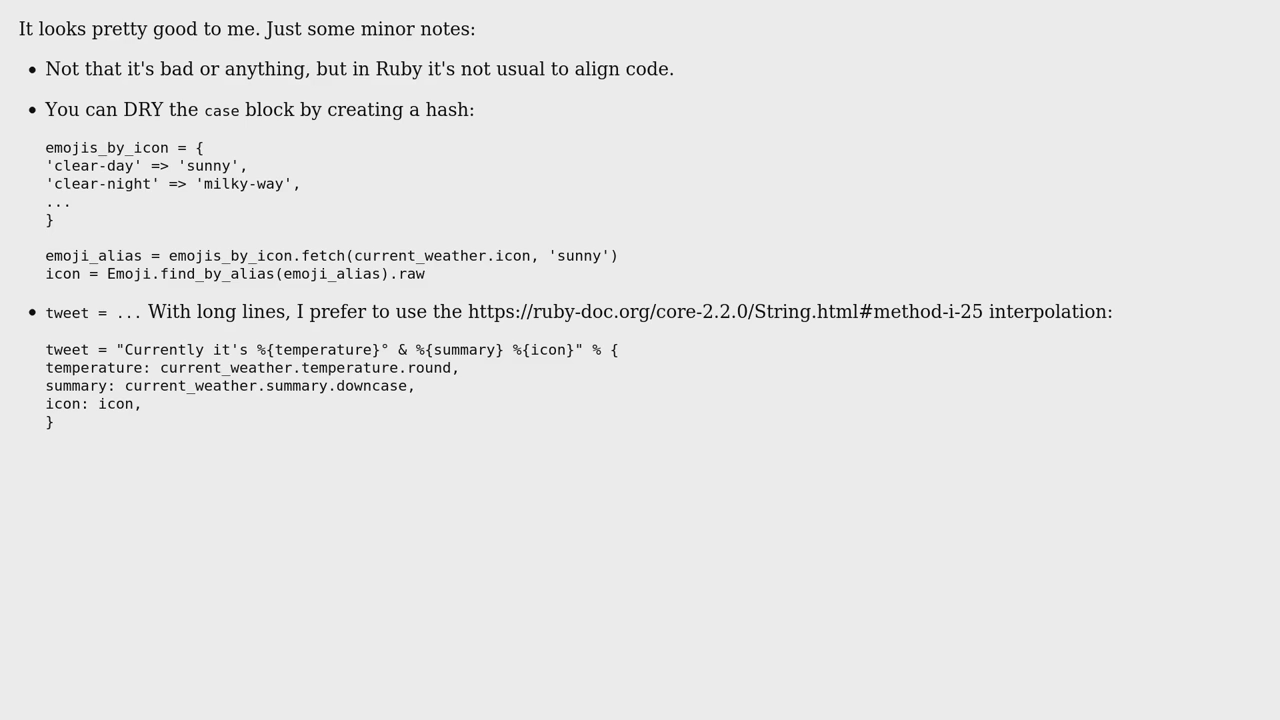 It looks pretty good to me. Just some minor notes:
• Not that it's bad or anything, but in Ruby it's not usual to align code.
• You can DRY the case block by creating a hash:
emojis_by_icon = {
'clear-day' => 'sunny',
'clear-night' => 'milky-way',
...
}
emoji_alias = emojis_by_icon.fetch(current_weather.icon, 'sunny')
icon = Emoji.find_by_alias(emoji_alias).raw
• tweet = ... With long lines, I prefer to use the https://ruby-doc.org/core-2.2.0/String.html#method-i-25 interpolation:
tweet = "Currently it's %{temperature}° & %{summary} %{icon}" % {
temperature: current_weather.temperature.round,
summary: current_weather.summary.downcase,
icon: icon,
}